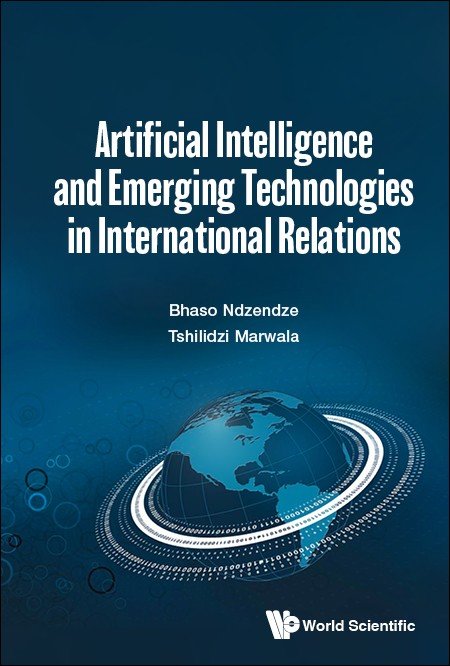 Artificial Intelligence
and Emerging Technologies
in International Relations
Bhaso Ndzendze
Tshilidzi Marwala
World Scientific